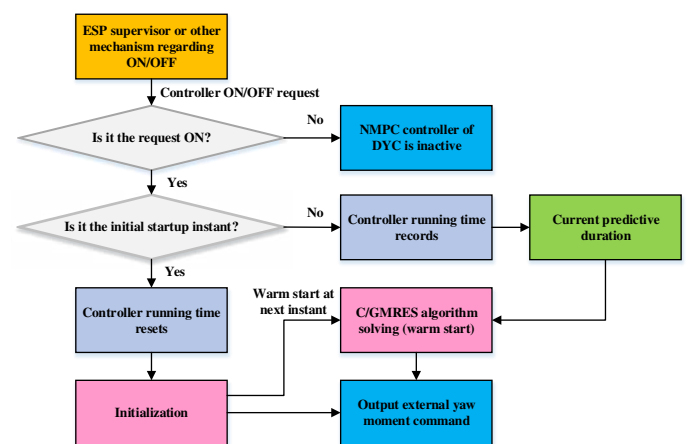 ESP supervisor or other
mechanism regarding
ON/OFF
Controller ON/OFF request
Is it the request ON?
No
NMPC controller of
DYC is inactive
Yes
Is it the initial startup instant?
No
Controller running time
records
Current predictive
duration
Yes
Controller running time
resets
Warm start at
next instant
C/GMRES algorithm
solving (warm start)
Initialization
Output external yaw
moment command